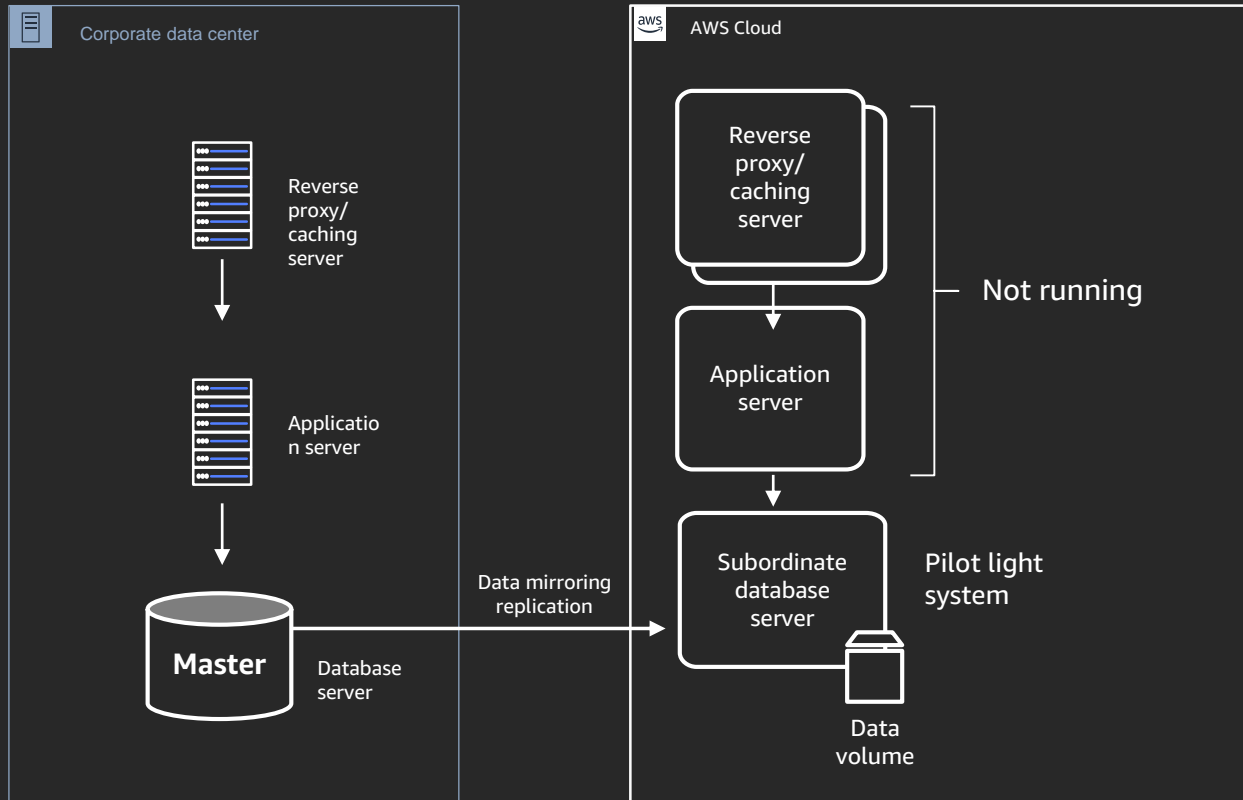 Corporate data center
Reverse
proxy/
caching
server
Applicatio
n server
Master
Database
server
Data mirroring
replication
aws
AWS Cloud
Reverse
proxy/
caching
server
Not running
Application
server
Subordinate
database
server
Pilot light
system
Data
volume